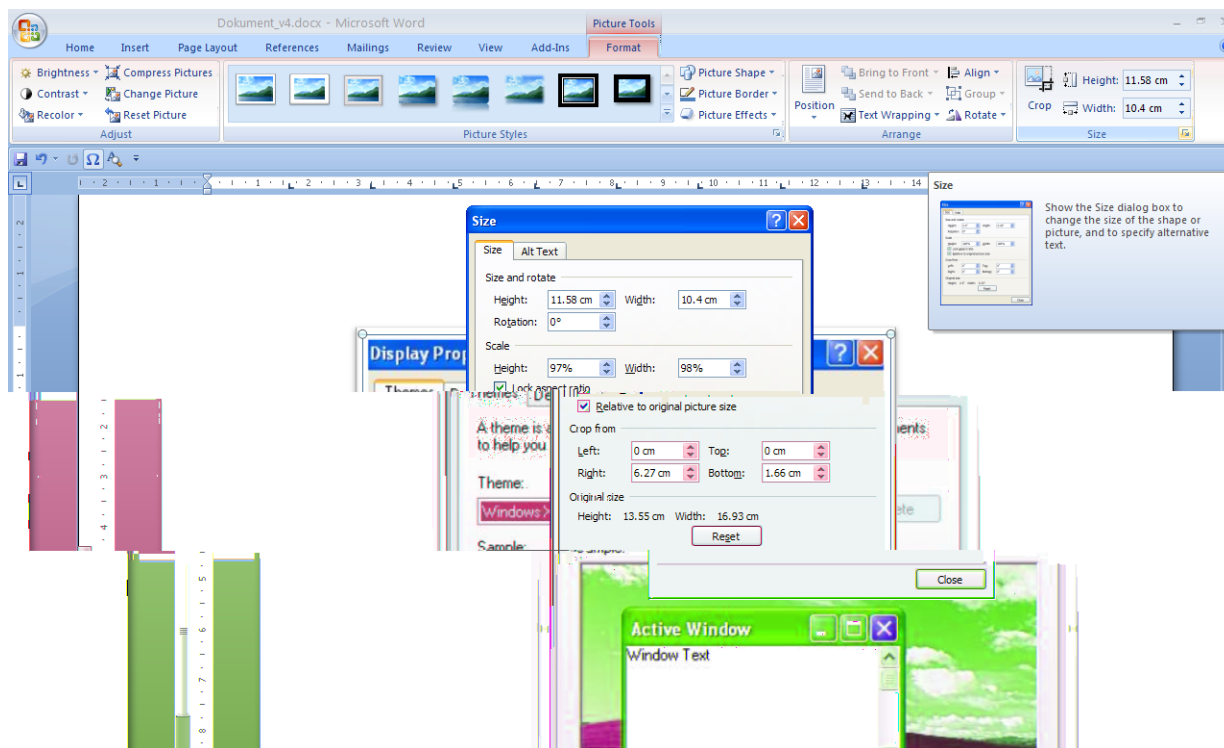 Dokument_v4.docx - Microsoft Word
Picture Tools
Home Insert Page Layout References Mailings Review View Add-Ins Format
Brightness
Compress Pictures
Contrast
Change Picture
Recolor
Reset Picture
Adjust
Picture Styles
Picture Shape
Picture Border
Picture Effects
Position
Bring to Front
Send to Back
Text Wrapping
Align
Group
Rotate
Arrange
Crop
Height: 11.58 cm
Width: 10.4 cm
Size
Size
Show the Size dialog box to
change the size of the shape or
picture, and to specify alternative
text.
Size
Size Alt Text
Size and rotate
Height: 11.58 cm Width: 10.4 cm
Rotation: 0°
Scale
Height: 97% Width: 98%
Lock aspect ratio
Relative to original picture size
Crop from
Left: 0 cm Top: 0 cm
Right: 6.27 cm Bottom: 1.66 cm
Original size
Height: 13.55 cm Width: 16.93 cm
Reset
Close
Display Prop
Themes
A theme is a
to help you
Theme:
Windows X
Sample:
Active Window
Window Text